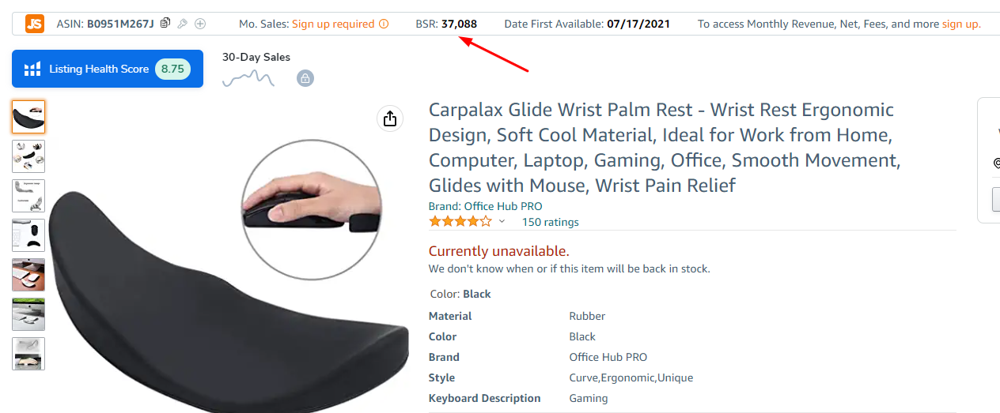 JS ASIN: B0951M267J Mo. Sales: Sign up required BSR: 37,088 Date First Available: 07/17/2021 To access Monthly Revenue, Net, Fees, and more sign up.
Listing Health Score 8.75
30-Day Sales
Carpalax Glide Wrist Palm Rest - Wrist Rest Ergonomic
Design, Soft Cool Material, Ideal for Work from Home,
Computer, Laptop, Gaming, Office, Smooth Movement,
Glides with Mouse, Wrist Pain Relief
Brand: Office Hub PRO
150 ratings
Currently unavailable.
We don't know when or if this item will be back in stock.
Color: Black
Material Rubber
Color Black
Brand Office Hub PRO
Style Curve,Ergonomic,Unique
Keyboard Description Gaming